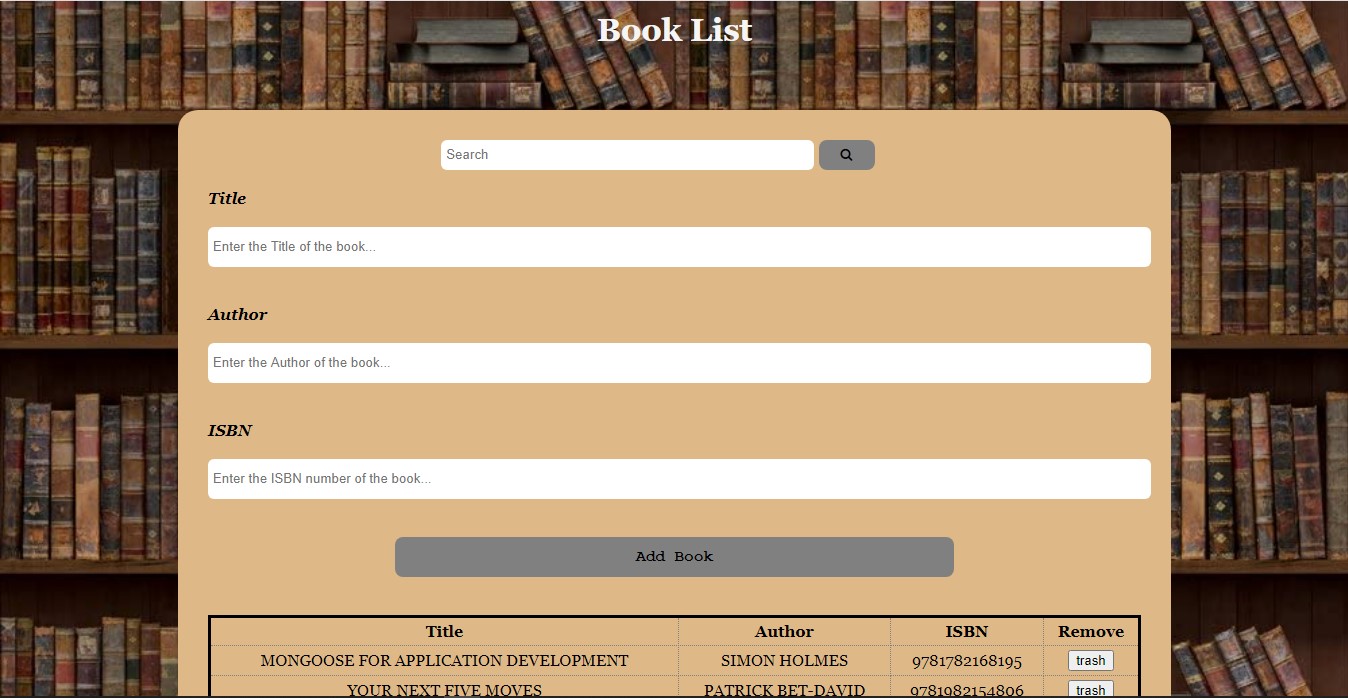 Book List
Search
Title
Enter the Title of the book...
Author
Enter the Author of the book...
ISBN
Enter the ISBN number of the book...
Add Book
Title Author ISBN Remove
MONGOOSE FOR APPLICATION DEVELOPMENT SIMON HOLMES 9781782168195 trash
YOUR NEXT FIVE MOVES PATRICK BET-DAVID 9781982154806 trash